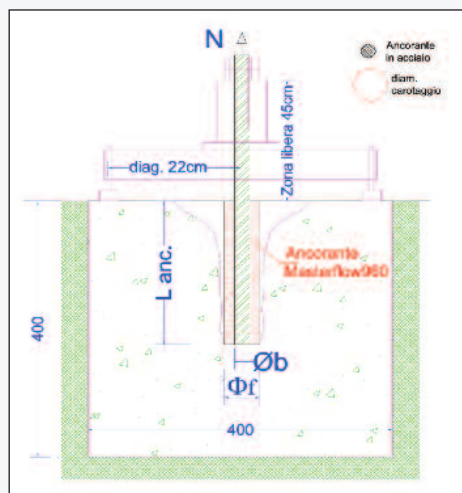 N
Ancorante
in acciaio
diam.
carotaggio
Zona libera 45cm
diag. 22cm
L anc.
Ancorante
Masterflow960
400
Øb
Φf
400